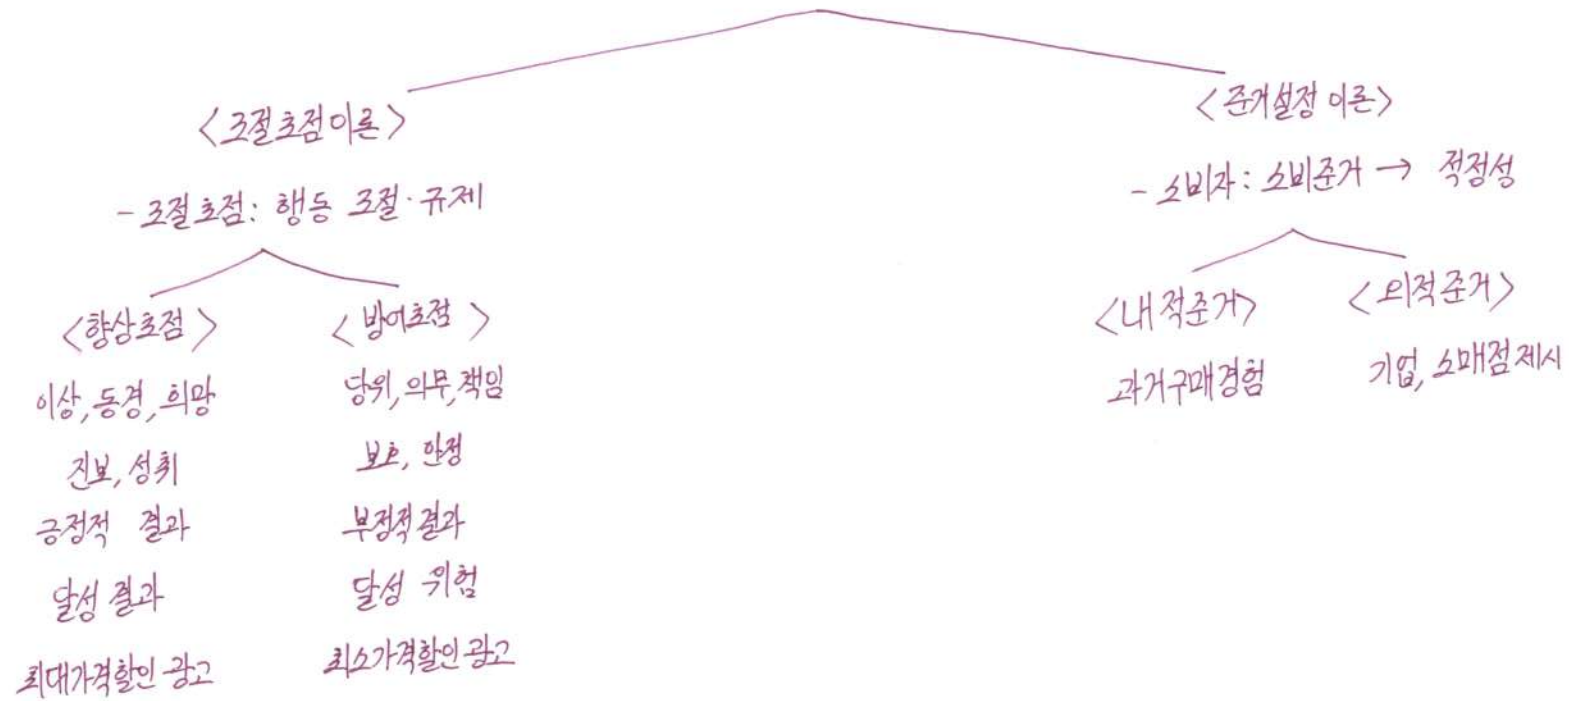 <조절초점이론>
- 조절초점: 행동 조절·규제
<향상초점>
이상, 동경, 희망
진보, 성취
긍정적 결과
달성 결과
최대가격할인 광고
<방어초점>
당위, 의무, 책임
보호, 안정
부정적 결과
달성 위험
최소가격할인 광고
<준거설정 이론>
- 소비자: 소비준거 → 적정성
<내적준거>
과거구매경험
<외적준거>
기업, 소매점 제시